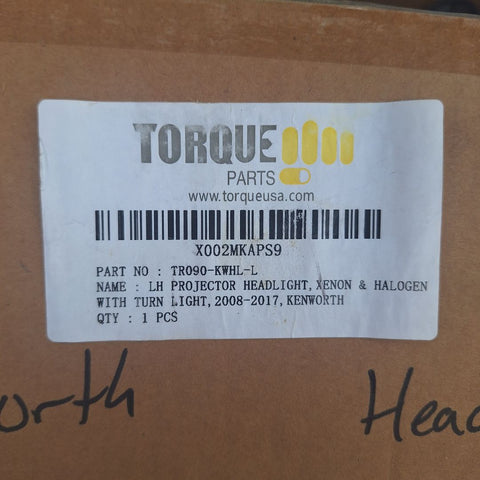 TORQUE
PARTS
www.torqueusa.com
X002MKAPS9
PART NO : TR090-KWHL-L
NAME : LH PROJECTOR HEADLIGHT, XENON & HALOGEN
WITH TURN LIGHT, 2008-2017, KENWORTH
QTY : 1 PCS
orth Head